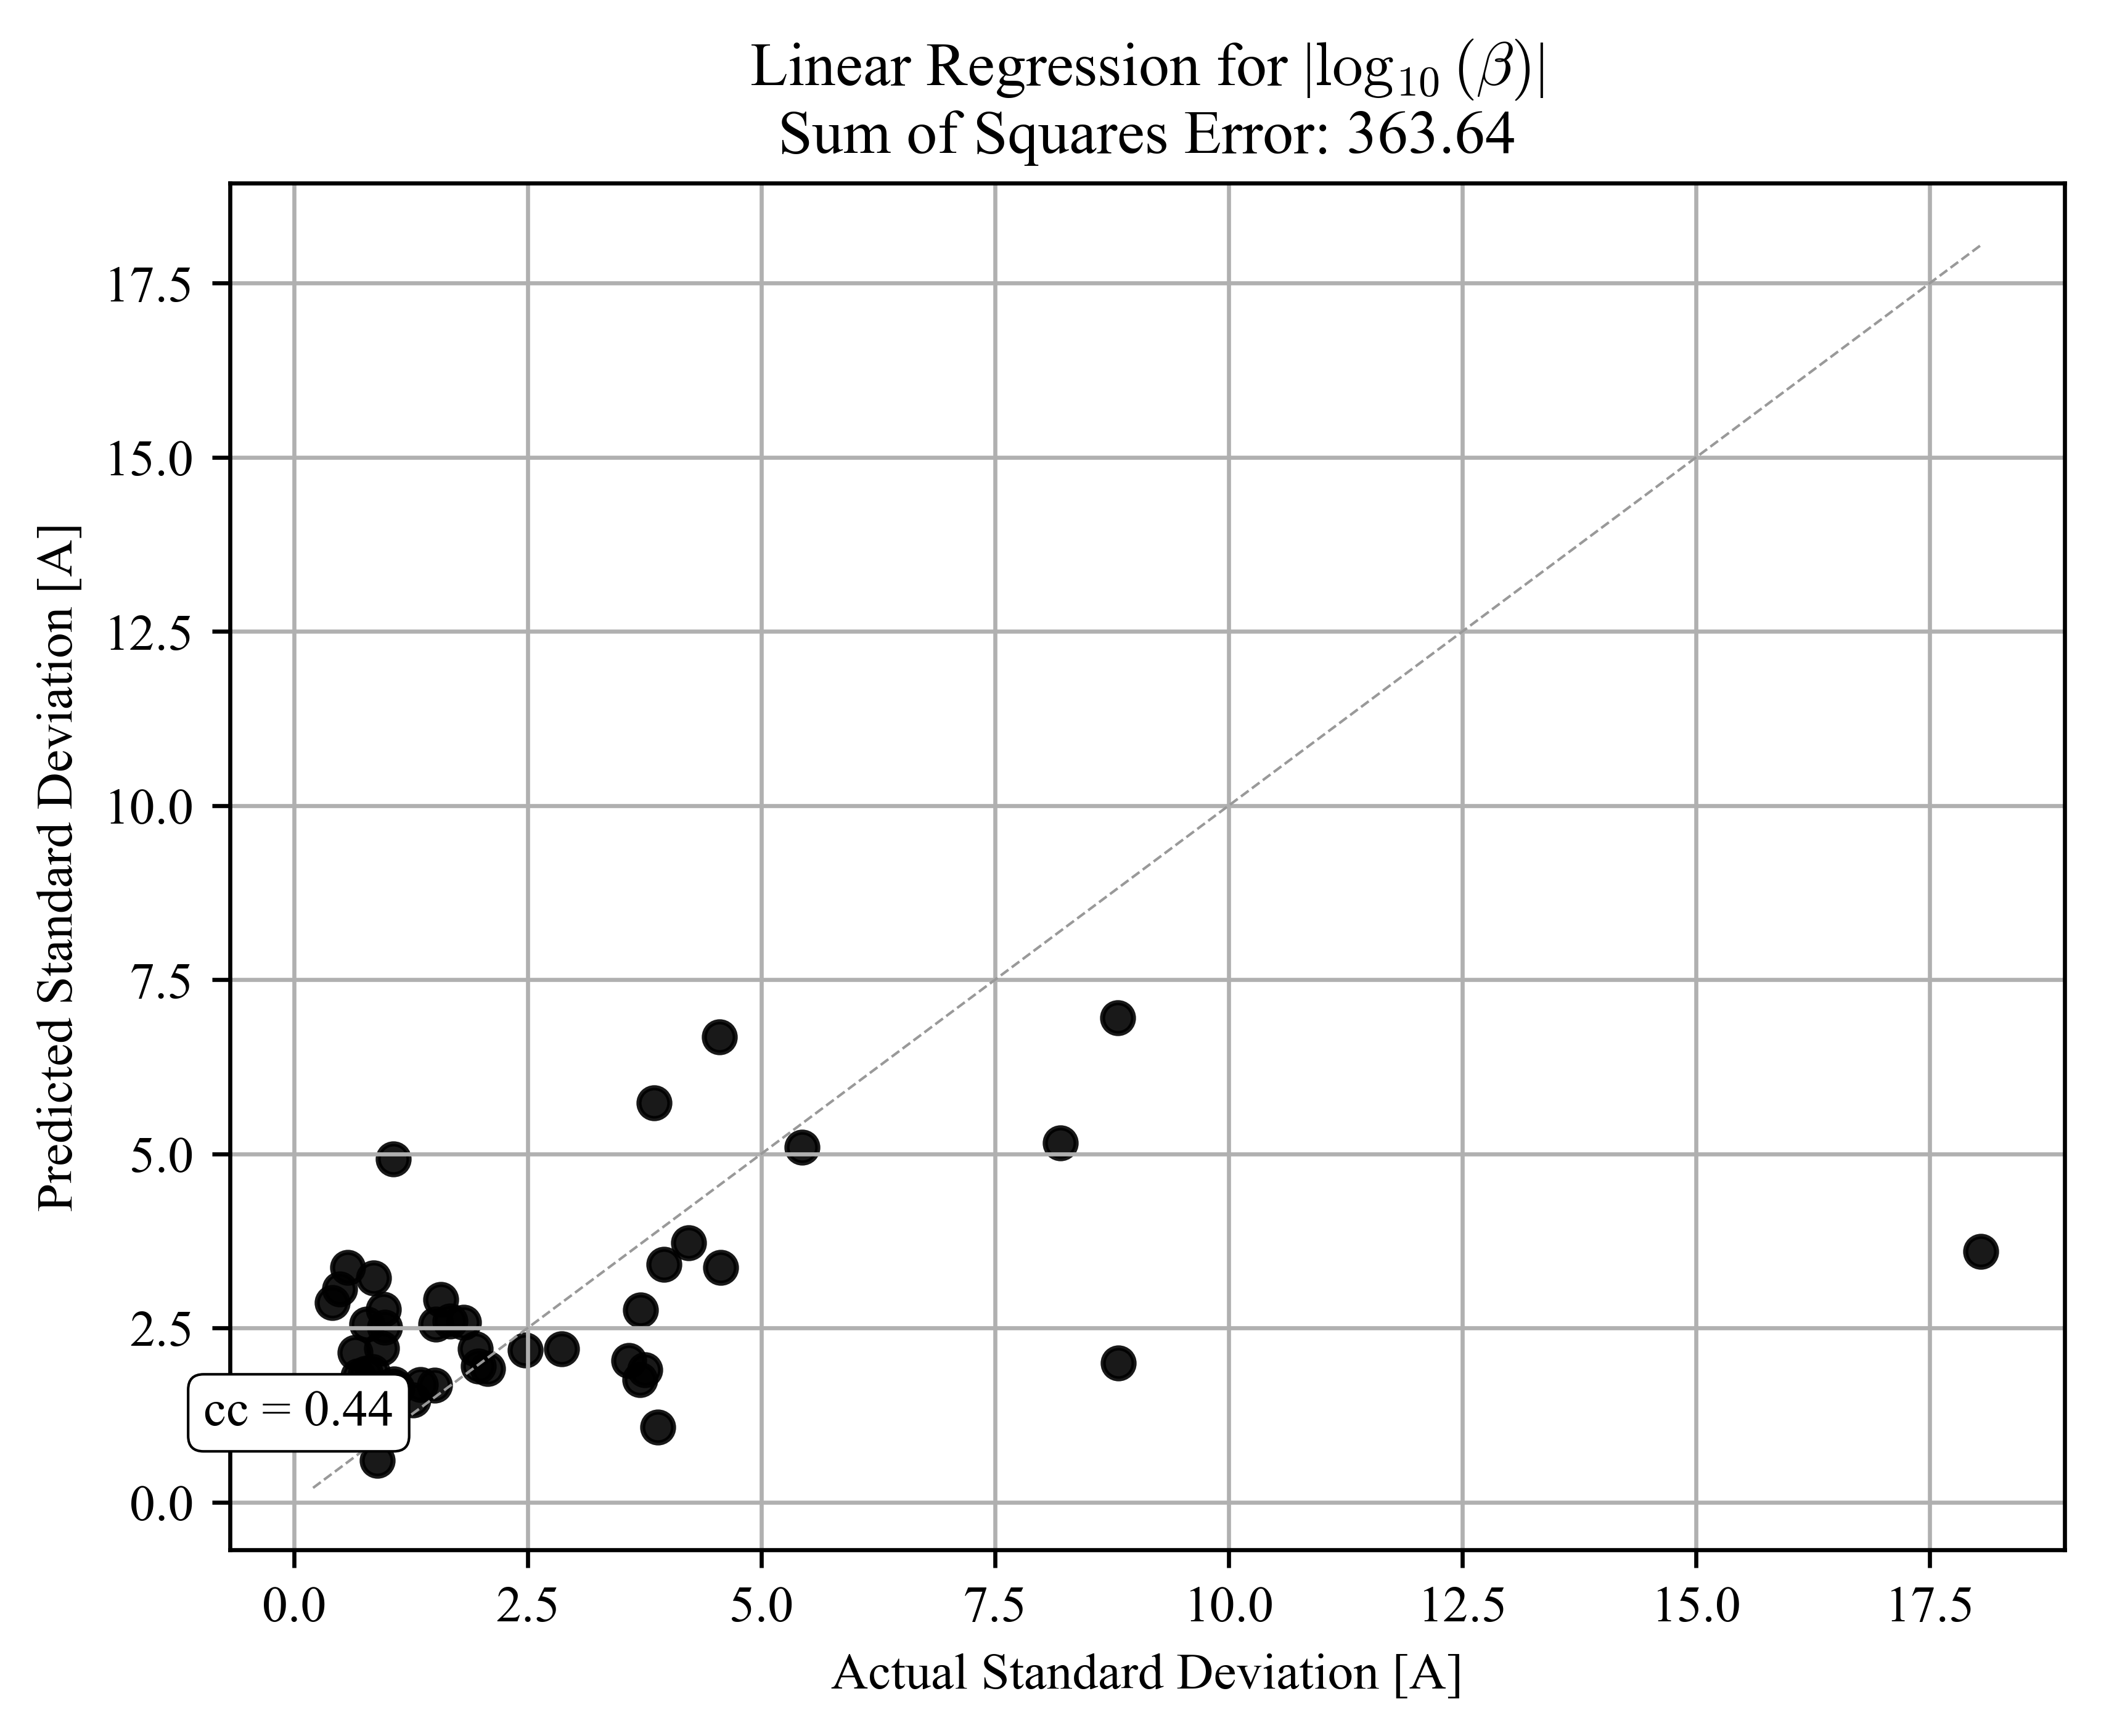 Linear Regression for |log₁₀ (β)|
Sum of Squares Error: 363.64
Predicted Standard Deviation [A]
17.5
15.0
12.5
10.0
7.5
5.0
2.5
0.0
cc = 0.44
0.0 2.5 5.0 7.5 10.0 12.5 15.0 17.5
Actual Standard Deviation [A]